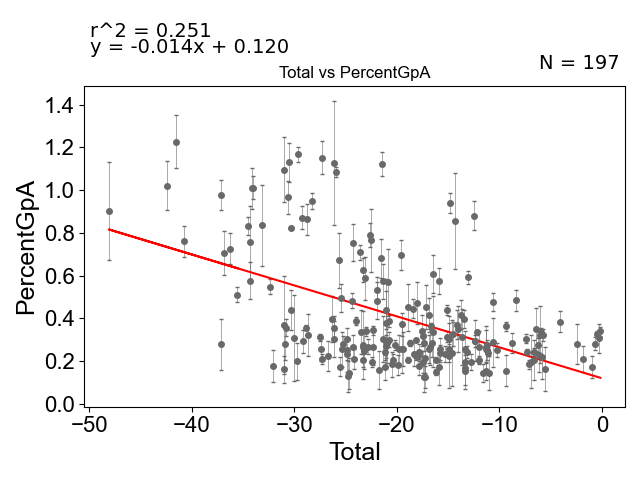 r^2 = 0.251
y = -0.014x + 0.120
N = 197
Total vs PercentGpA
PercentGpA
1.4
1.2
1.0
0.8
0.6
0.4
0.2
0.0
−50 −40 −30 −20 −10 0
Total